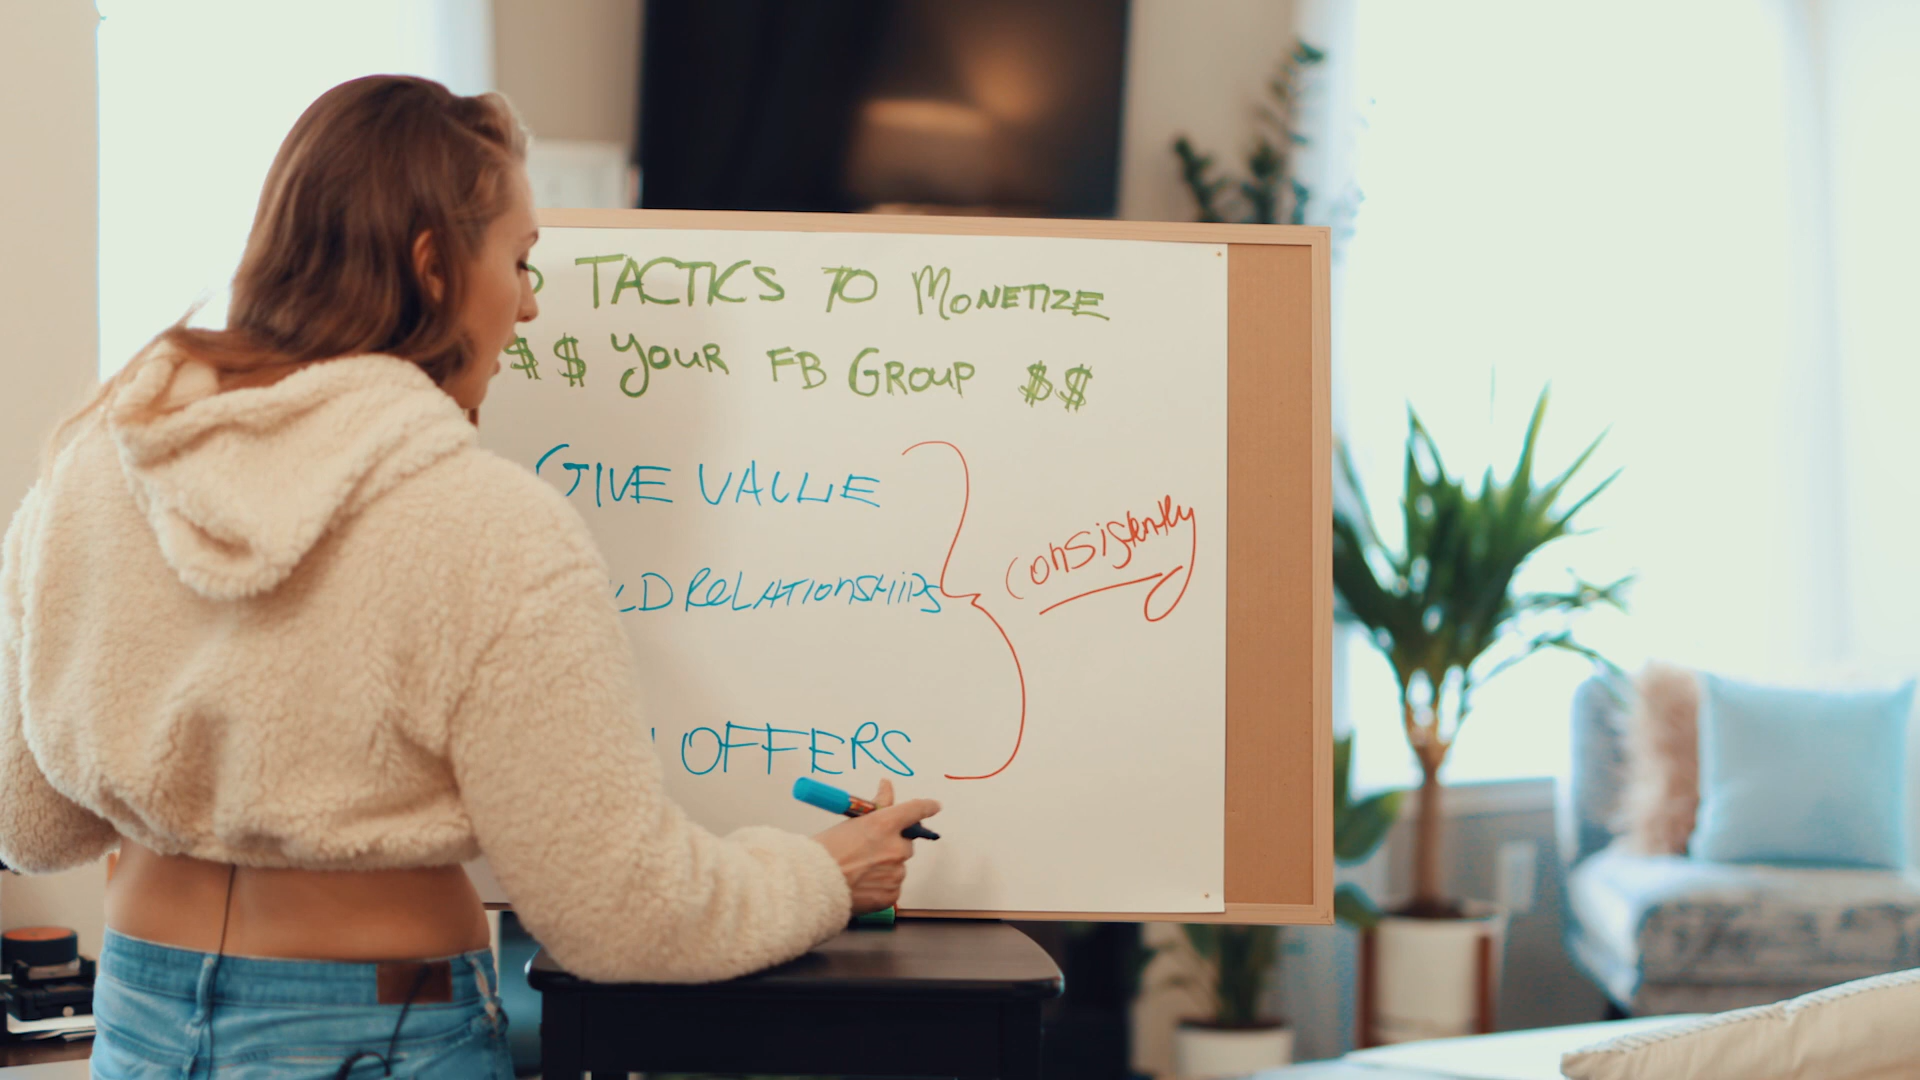 TACTICS TO MONETIZE
$ $ YOUR FB GROUP $$
GIVE VALUE
RELATIONSHIPS
consistently
OFFERS